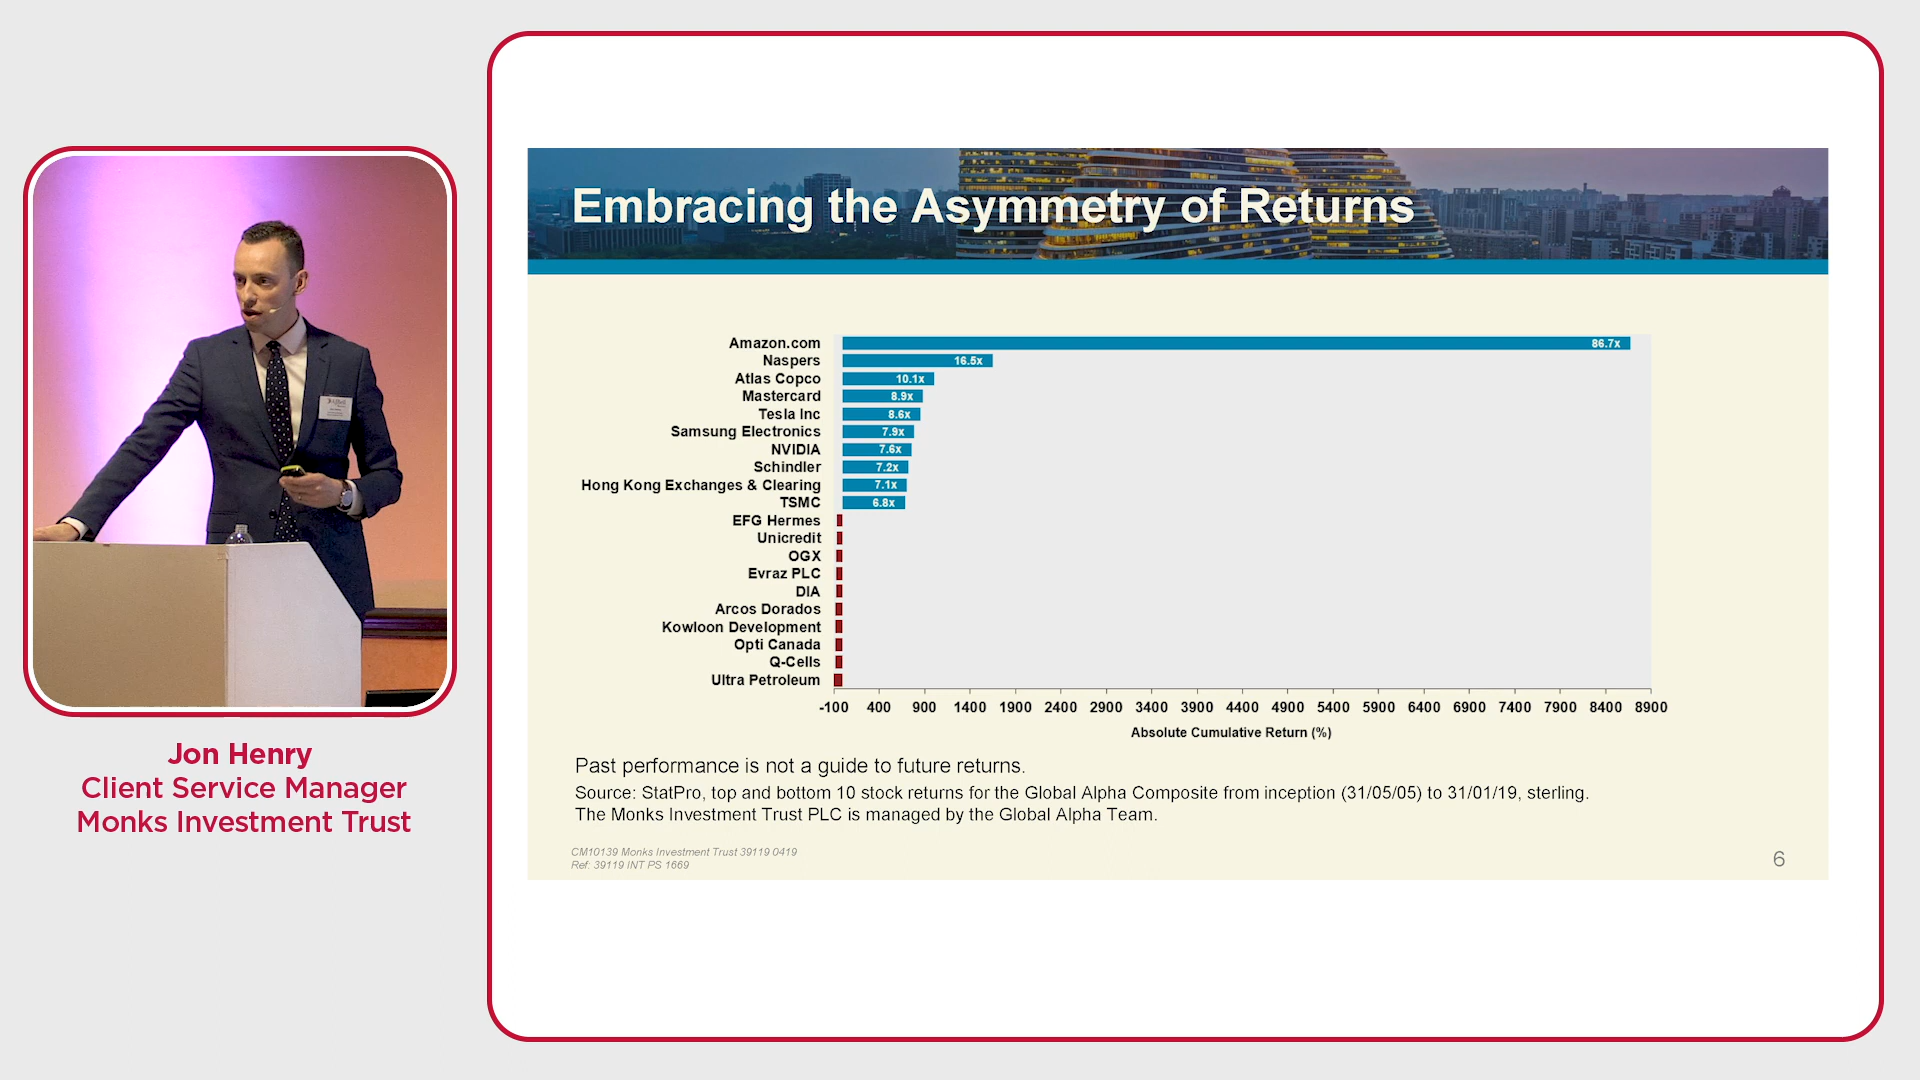 Embracing the Asymmetry of Returns
Amazon.com 86.7x
Naspers 16.5x
Atlas Copco 10.1x
Mastercard 8.9x
Tesla Inc 8.6x
Samsung Electronics 7.9x
NVIDIA 7.6x
Schindler 7.2x
Hong Kong Exchanges & Clearing 7.1x
TSMC 6.8x
EFG Hermes
Unicredit
OGX
Evraz PLC
DIA
Arcos Dorados
Kowloon Development
Opti Canada
Q-Cells
Ultra Petroleum
-100 400 900 1400 1900 2400 2900 3400 3900 4400 4900 5400 5900 6400 6900 7400 7900 8400 8900
Absolute Cumulative Return (%)
Past performance is not a guide to future returns.
Source: StatPro, top and bottom 10 stock returns for the Global Alpha Composite from inception (31/05/05) to 31/01/19, sterling.
The Monks Investment Trust PLC is managed by the Global Alpha Team.
CM10139 Monks Investment Trust 39119 0419
Ref: 39119 INT PS 1669
6
Jon Henry
Client Service Manager
Monks Investment Trust